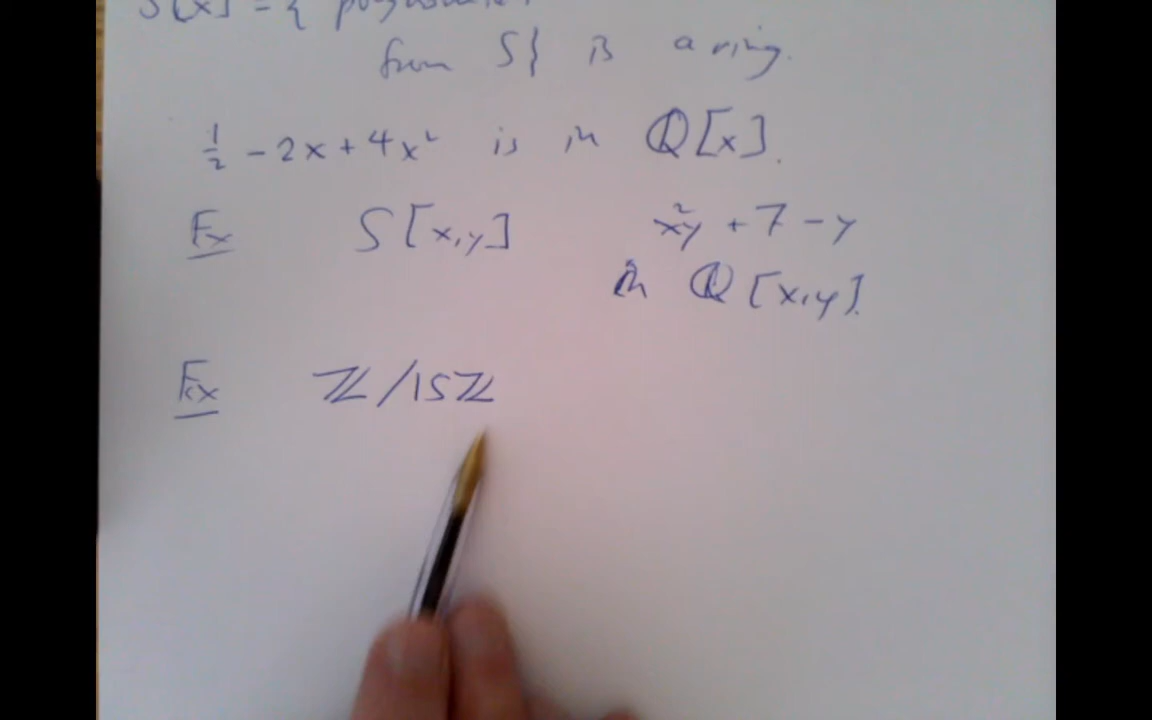 S[x] = {
from S} is a ring.
1/2 - 2x + 4x² is in ℚ[x].
Ex S[x,y] x²y + 7 - y
in ℚ[x,y].
Ex ℤ/15ℤ